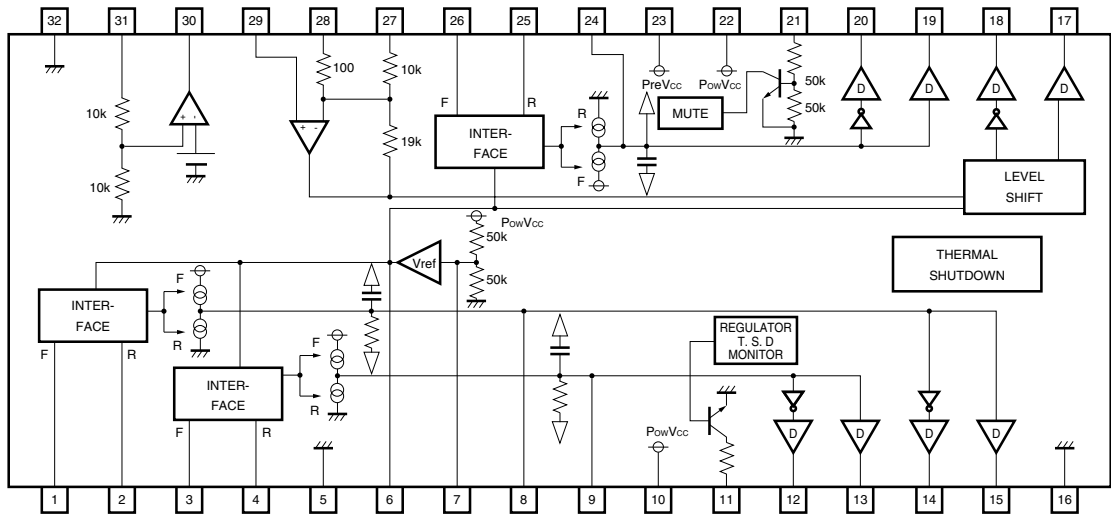 32 31 30 29 28 27 26 25 24 23 22 21 20 19 18 17
100
10k
F
R
PreVcc
PowVcc
50k
50k
D
D
D
D
10k
+ -
+ -
19k
INTER-
FACE
R
F
MUTE
10k
LEVEL
SHIFT
PowVcc
50k
Vref
50k
THERMAL
SHUTDOWN
F
R
INTER-
FACE
F
R
F
R
INTER-
FACE
F
R
REGULATOR
T. S. D
MONITOR
PowVcc
D
D
D
D
1 2 3 4 5 6 7 8 9 10 11 12 13 14 15 16